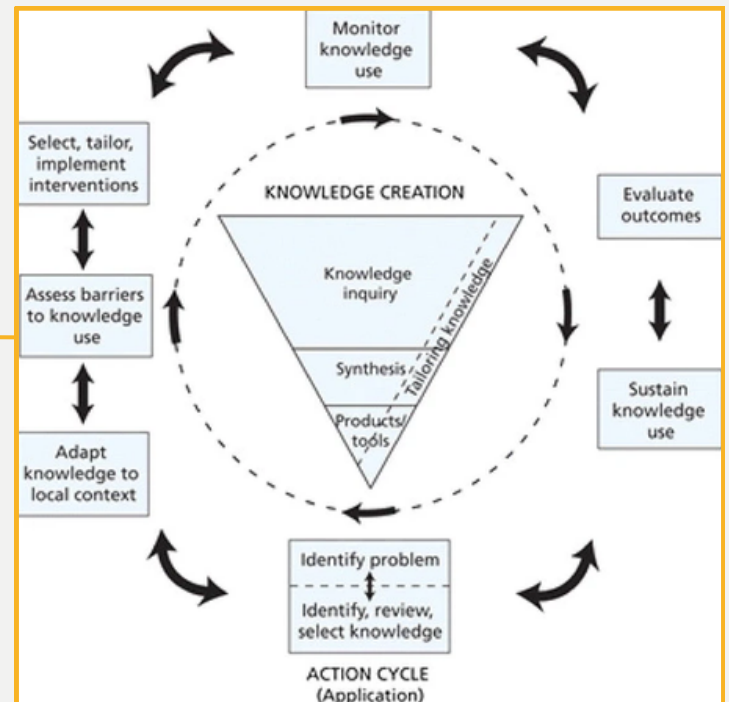 Monitor
knowledge
use
Select, tailor,
implement
interventions
Evaluate
outcomes
KNOWLEDGE CREATION
Knowledge
inquiry
Tailoring knowledge
Assess barriers
to knowledge
use
Synthesis
Products/
tools
Sustain
knowledge
use
Adapt
knowledge to
local context
Identify problem
Identify, review,
select knowledge
ACTION CYCLE
(Application)